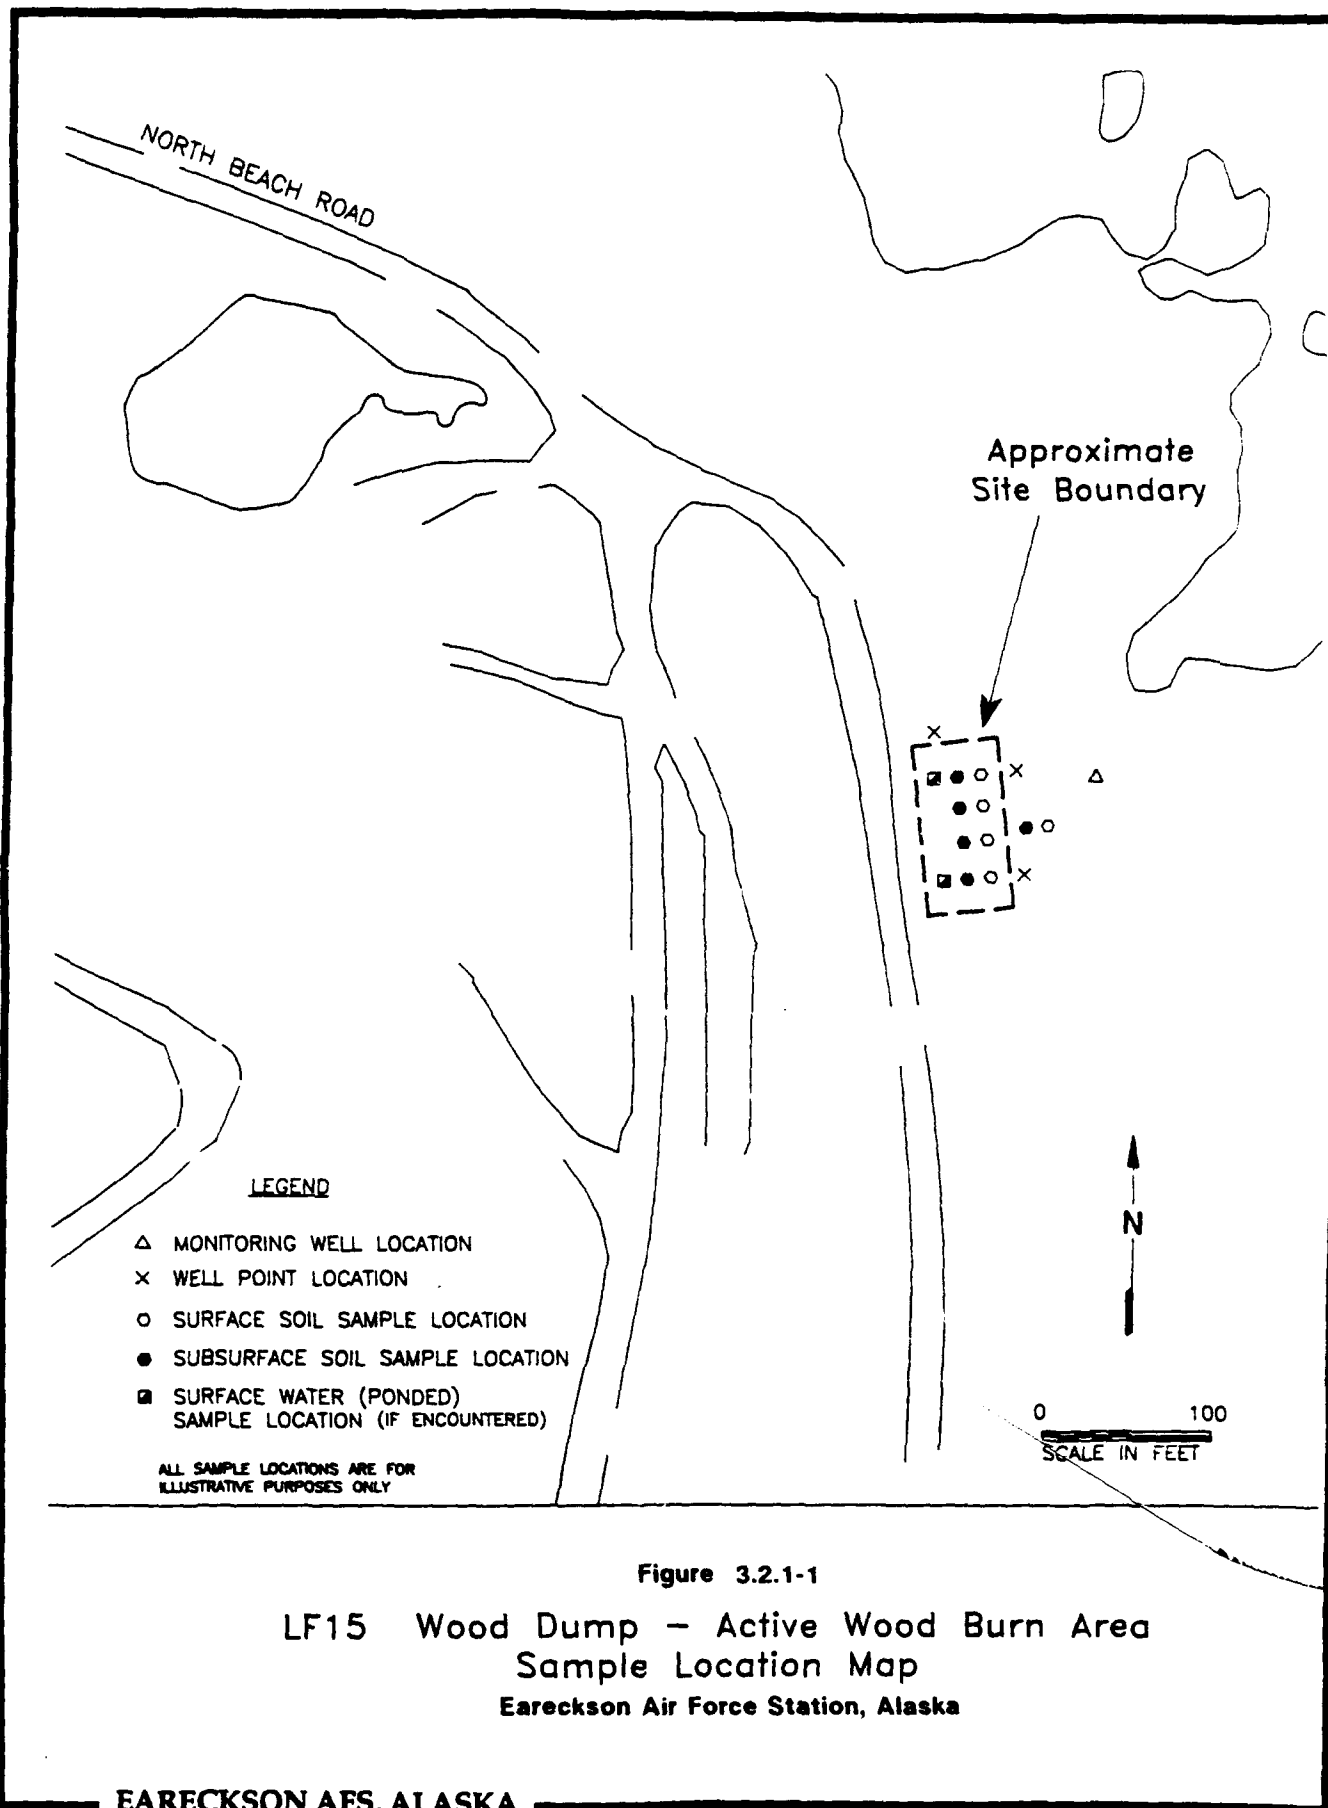 NORTH BEACH ROAD
Approximate
Site Boundary
LEGEND
MONITORING WELL LOCATION
WELL POINT LOCATION
SURFACE SOIL SAMPLE LOCATION
SUBSURFACE SOIL SAMPLE LOCATION
SURFACE WATER (PONDED)
SAMPLE LOCATION (IF ENCOUNTERED)
ALL SAMPLE LOCATIONS ARE FOR
ILLUSTRATIVE PURPOSES ONLY
N
0 100
SCALE IN FEET
Figure 3.2.1-1
LF15 Wood Dump – Active Wood Burn Area
Sample Location Map
Eareckson Air Force Station, Alaska
EARECKSON AFS, ALASKA